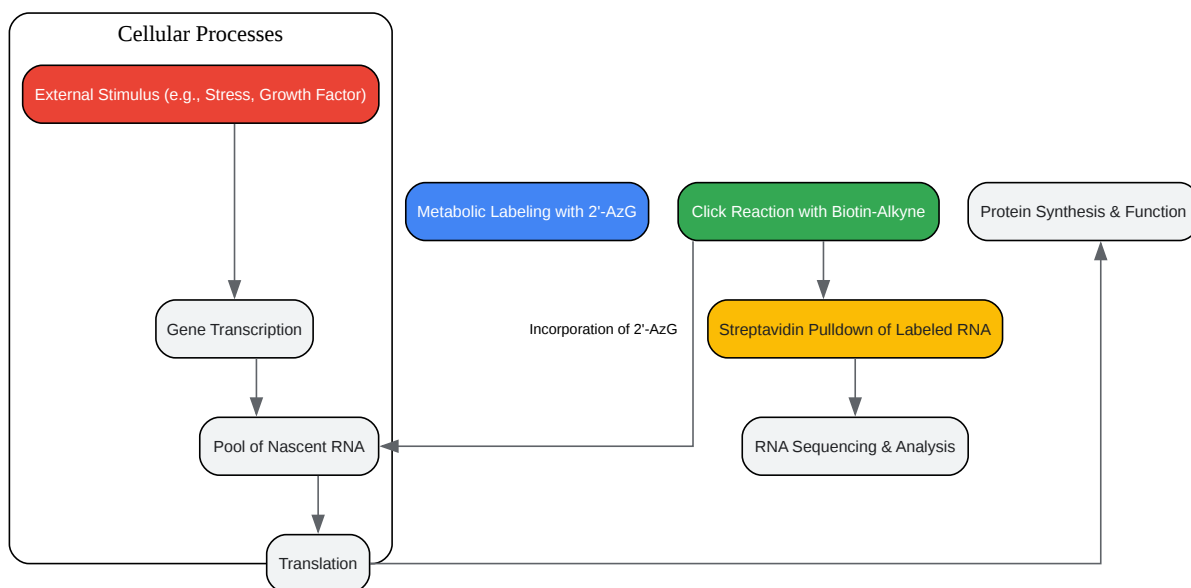 Cellular Processes
External Stimulus (e.g., Stress, Growth Factor)
Metabolic Labeling with 2'-AzG
Click Reaction with Biotin-Alkyne
Protein Synthesis & Function
Gene Transcription
Incorporation of 2'-AzG
Streptavidin Pulldown of Labeled RNA
Pool of Nascent RNA
RNA Sequencing & Analysis
Translation